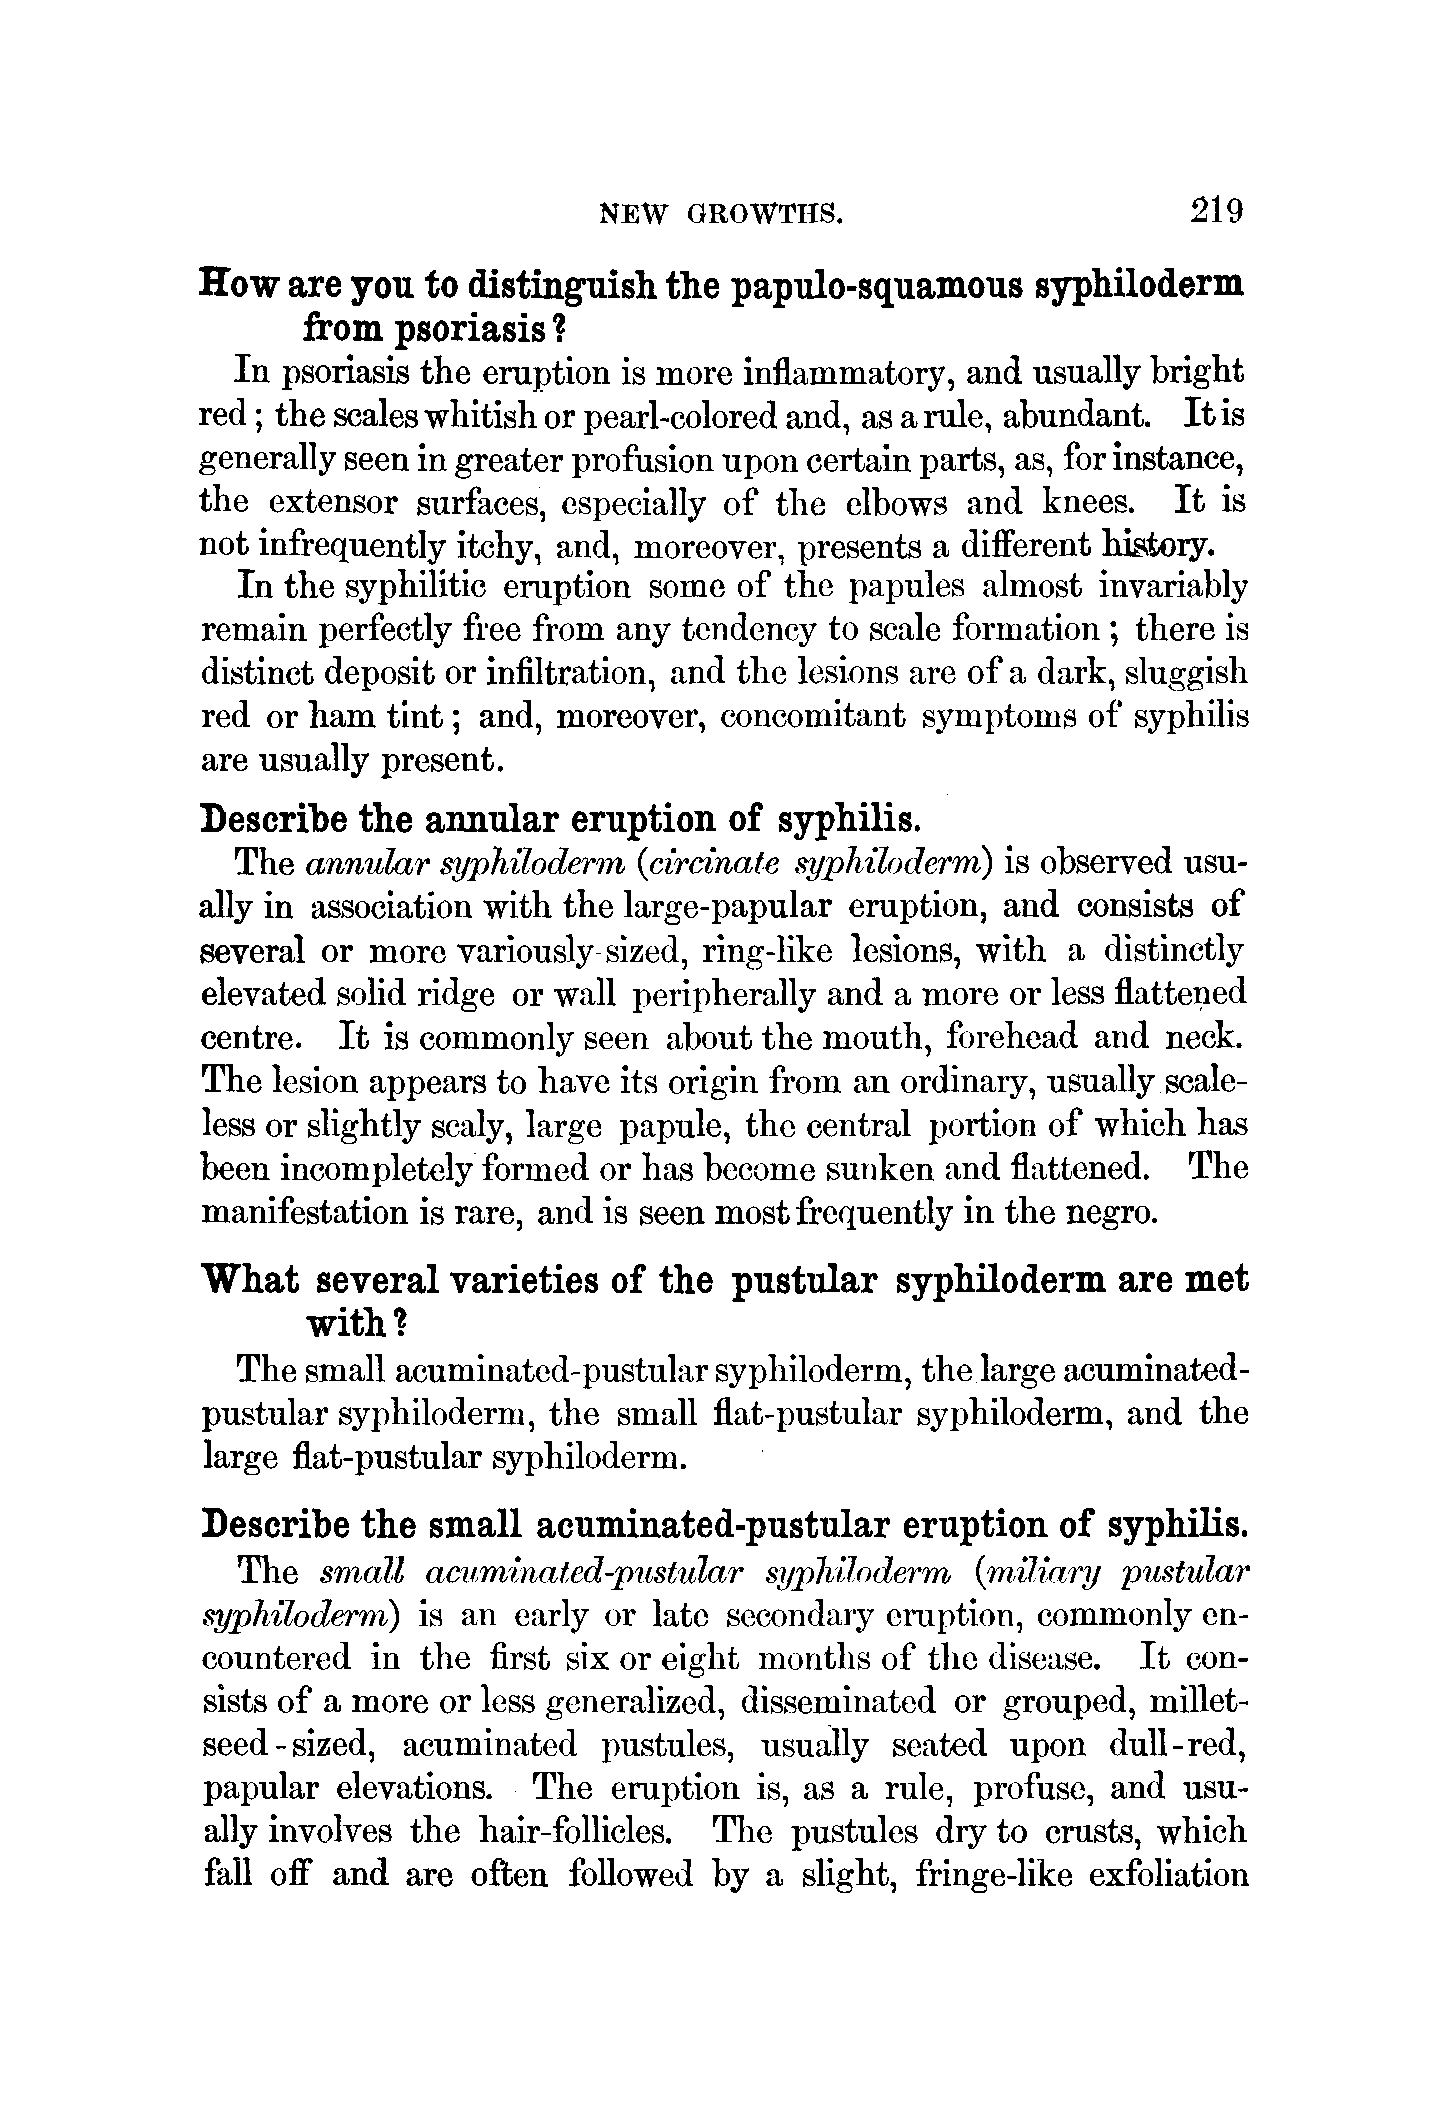 NEW GROWTHS. 219
How are you to distinguish the papulo-squamous syphiloderm
from psoriasis?
In psoriasis the eruption is more inflammatory, and usually bright
red; the scales whitish or pearl-colored and, as a rule, abundant. It is
generally seen in greater profusion upon certain parts, as, for instance,
the extensor surfaces, especially of the elbows and knees. It is
not infrequently itchy, and, moreover, presents a different history.
In the syphilitic eruption some of the papules almost invariably
remain perfectly free from any tendency to scale formation; there is
distinct deposit or infiltration, and the lesions are of a dark, sluggish
red or ham tint; and, moreover, concomitant symptoms of syphilis
are usually present.
Describe the annular eruption of syphilis.
The annular syphiloderm (circinate syphiloderm) is observed usu-
ally in association with the large-papular eruption, and consists of
several or more variously-sized, ring-like lesions, with a distinctly
elevated solid ridge or wall peripherally and a more or less flattened
centre. It is commonly seen about the mouth, forehead and neck.
The lesion appears to have its origin from an ordinary, usually scale-
less or slightly scaly, large papule, the central portion of which has
been incompletely formed or has become sunken and flattened. The
manifestation is rare, and is seen most frequently in the negro.
What several varieties of the pustular syphiloderm are met
with?
The small acuminated-pustular syphiloderm, the large acuminated-
pustular syphiloderm, the small flat-pustular syphiloderm, and the
large flat-pustular syphiloderm.
Describe the small acuminated-pustular eruption of syphilis.
The small acuminated-pustular syphiloderm (miliary pustular
syphiloderm) is an early or late secondary eruption, commonly en-
countered in the first six or eight months of the disease. It con-
sists of a more or less generalized, disseminated or grouped, millet-
seed-sized, acuminated pustules, usually seated upon dull-red,
papular elevations. The eruption is, as a rule, profuse, and usu-
ally involves the hair-follicles. The pustules dry to crusts, which
fall off and are often followed by a slight, fringe-like exfoliation